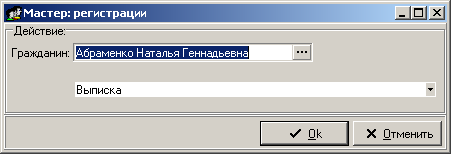 Мастер: регистрации
Действие:
Гражданин: Абраменко Наталья Геннадьевна ...
Выписка
Ok Отменить